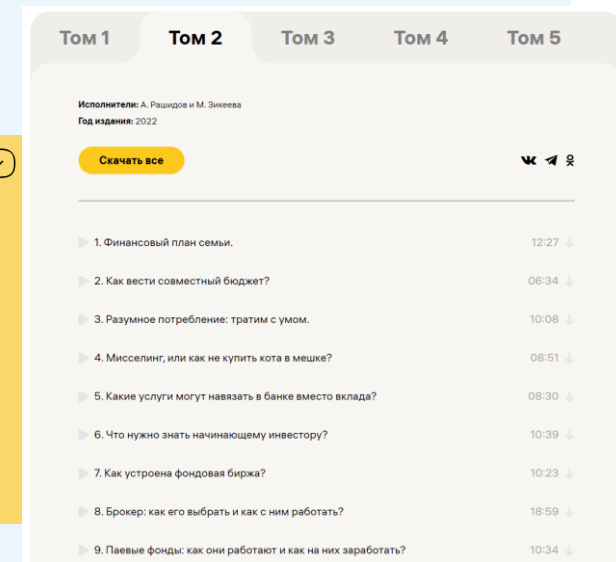 Том 1 Том 2 Том 3 Том 4 Том 5
Исполнители: А. Рашидов и М. Зикеева
Год издания: 2022
Скачать все
1. Финансовый план семьи. 12:27
2. Как вести совместный бюджет? 06:34
3. Разумное потребление: тратим с умом. 10:08
4. Мисселинг, или как не купить кота в мешке? 08:51
5. Какие услуги могут навязать в банке вместо вклада? 08:30
6. Что нужно знать начинающему инвестору? 10:39
7. Как устроена фондовая биржа? 10:23
8. Брокер: как его выбрать и как с ним работать? 18:59
9. Паевые фонды: как они работают и как на них заработать? 10:34